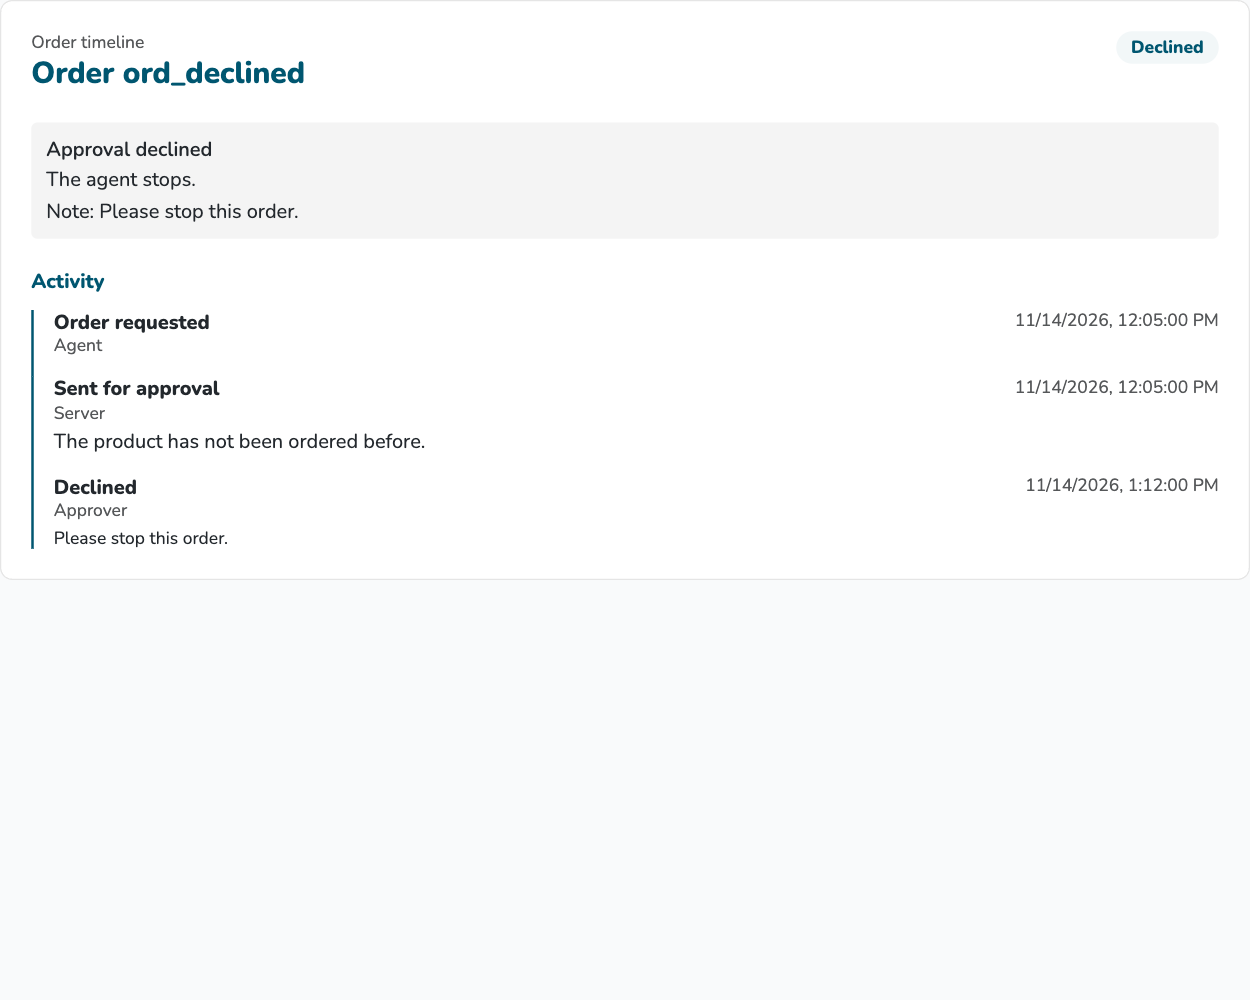 Order timeline
Order ord_declined
Declined
Approval declined
The agent stops.
Note: Please stop this order.
Activity
Order requested
11/14/2026, 12:05:00 PM
Agent
Sent for approval
11/14/2026, 12:05:00 PM
Server
The product has not been ordered before.
Declined
11/14/2026, 1:12:00 PM
Approver
Please stop this order.